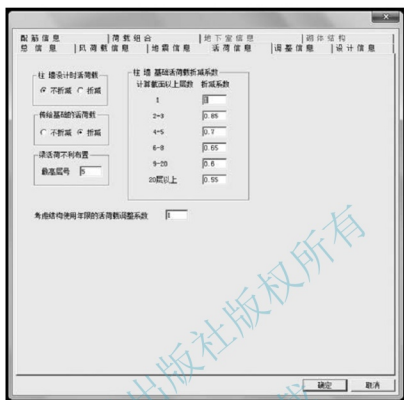 配筋信息 荷载组合 地下室信息 砌体结构
总信息 风荷载信息 地震信息 活荷信息 调整信息 设计信息
柱 墙设计时活荷载
不折减 折减
传给基础的活荷载
不折减 折减
梁活荷不利布置
最高层号 5
柱 墙 基础活荷载折减系数
计算截面以上层数 折减系数
1 1
2-3 0.85
4-5 0.7
6-8 0.65
9-20 0.6
20层以上 0.55
考虑结构使用年限的活荷载调整系数 1
出版社版权所有
确定 取消